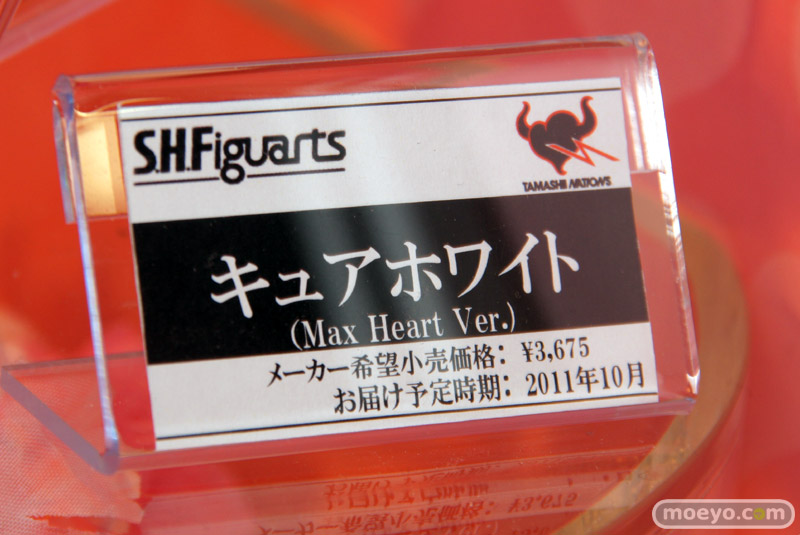 S.H.Figuarts
TAMASHII NATIONS
キュアホワイト
(Max Heart Ver.)
メーカー希望小売価格：¥3,675
お届け予定時期：2011年10月
moeyo.com